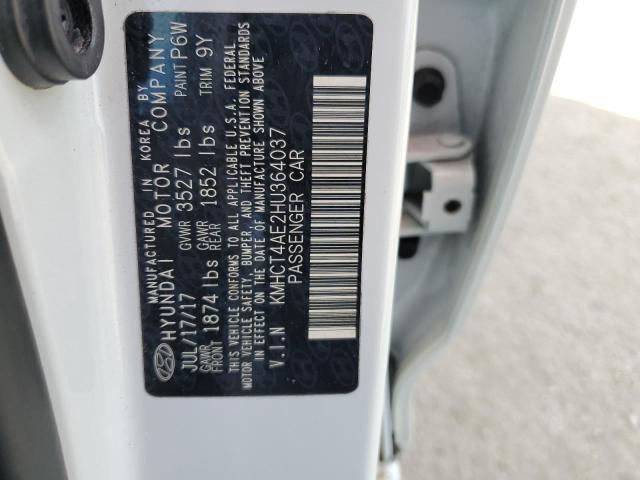 MANUFACTURED IN KOREA BY
HYUNDAI MOTOR COMPANY
JUL/17/17 GVWR 3527 lbs PAINT P6W
GAWR FRONT 1874 lbs GAWR REAR 1852 lbs TRIM 9Y
THIS VEHICLE CONFORMS TO ALL APPLICABLE U.S.A. FEDERAL
MOTOR VEHICLE SAFETY, BUMPER, AND THEFT PREVENTION STANDARDS
IN EFFECT ON THE DATE OF MANUFACTURE SHOWN ABOVE
V.I.N KMHCT4AE2HU364037
PASSENGER CAR